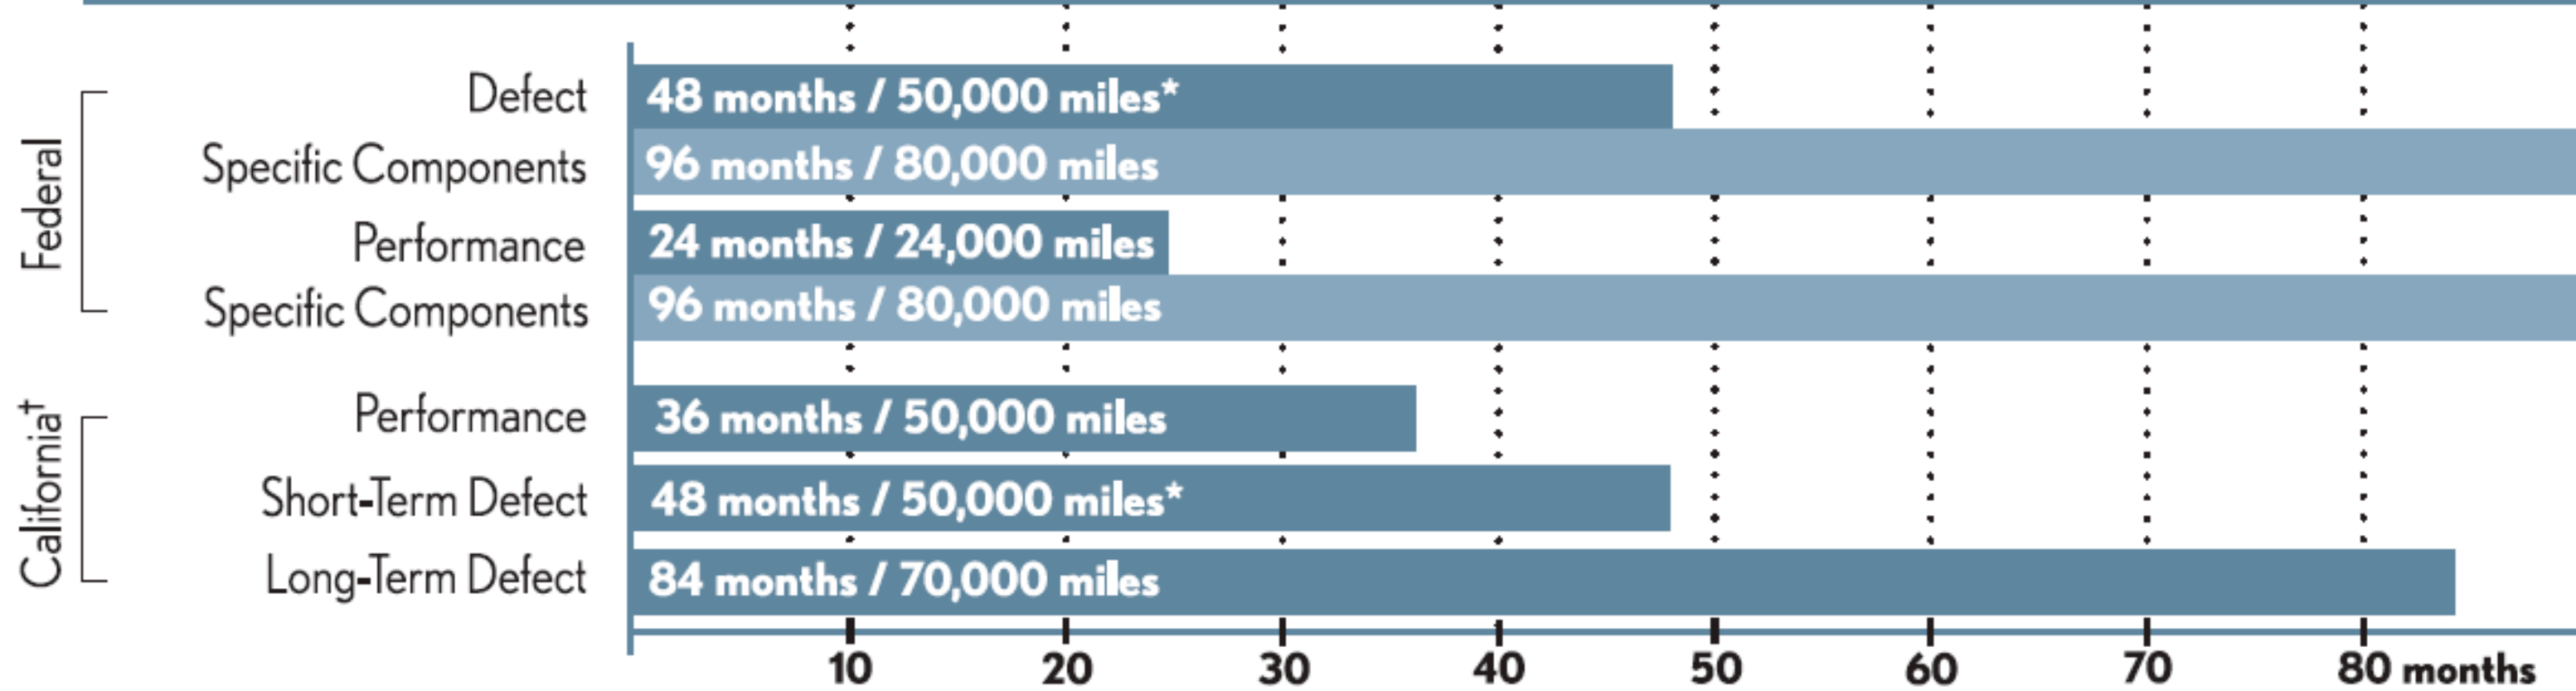 Federal
Defect 48 months / 50,000 miles*
Specific Components 96 months / 80,000 miles
Performance 24 months / 24,000 miles
Specific Components 96 months / 80,000 miles
California†
Performance 36 months / 50,000 miles
Short-Term Defect 48 months / 50,000 miles*
Long-Term Defect 84 months / 70,000 miles
10 20 30 40 50 60 70 80 months